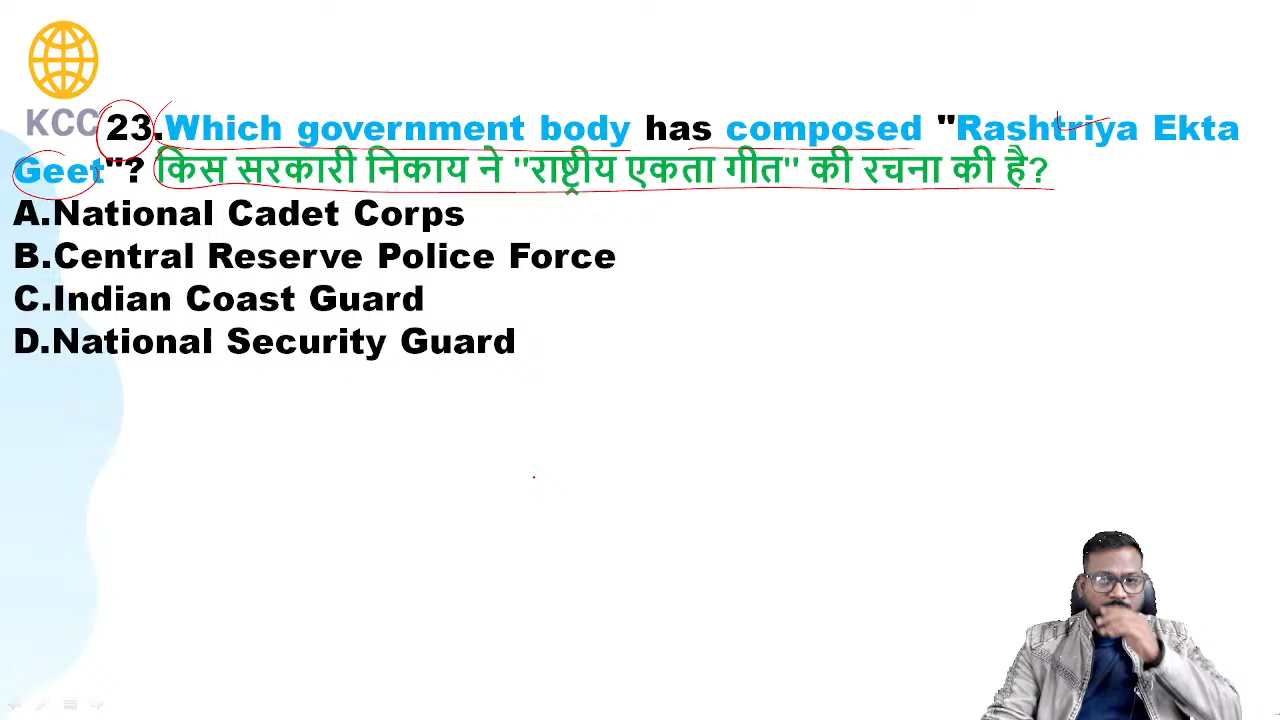 KCC
23.Which government body has composed "Rashtriya Ekta
Geet"? किस सरकारी निकाय ने "राष्ट्रीय एकता गीत" की रचना की है?
A.National Cadet Corps
B.Central Reserve Police Force
C.Indian Coast Guard
D.National Security Guard